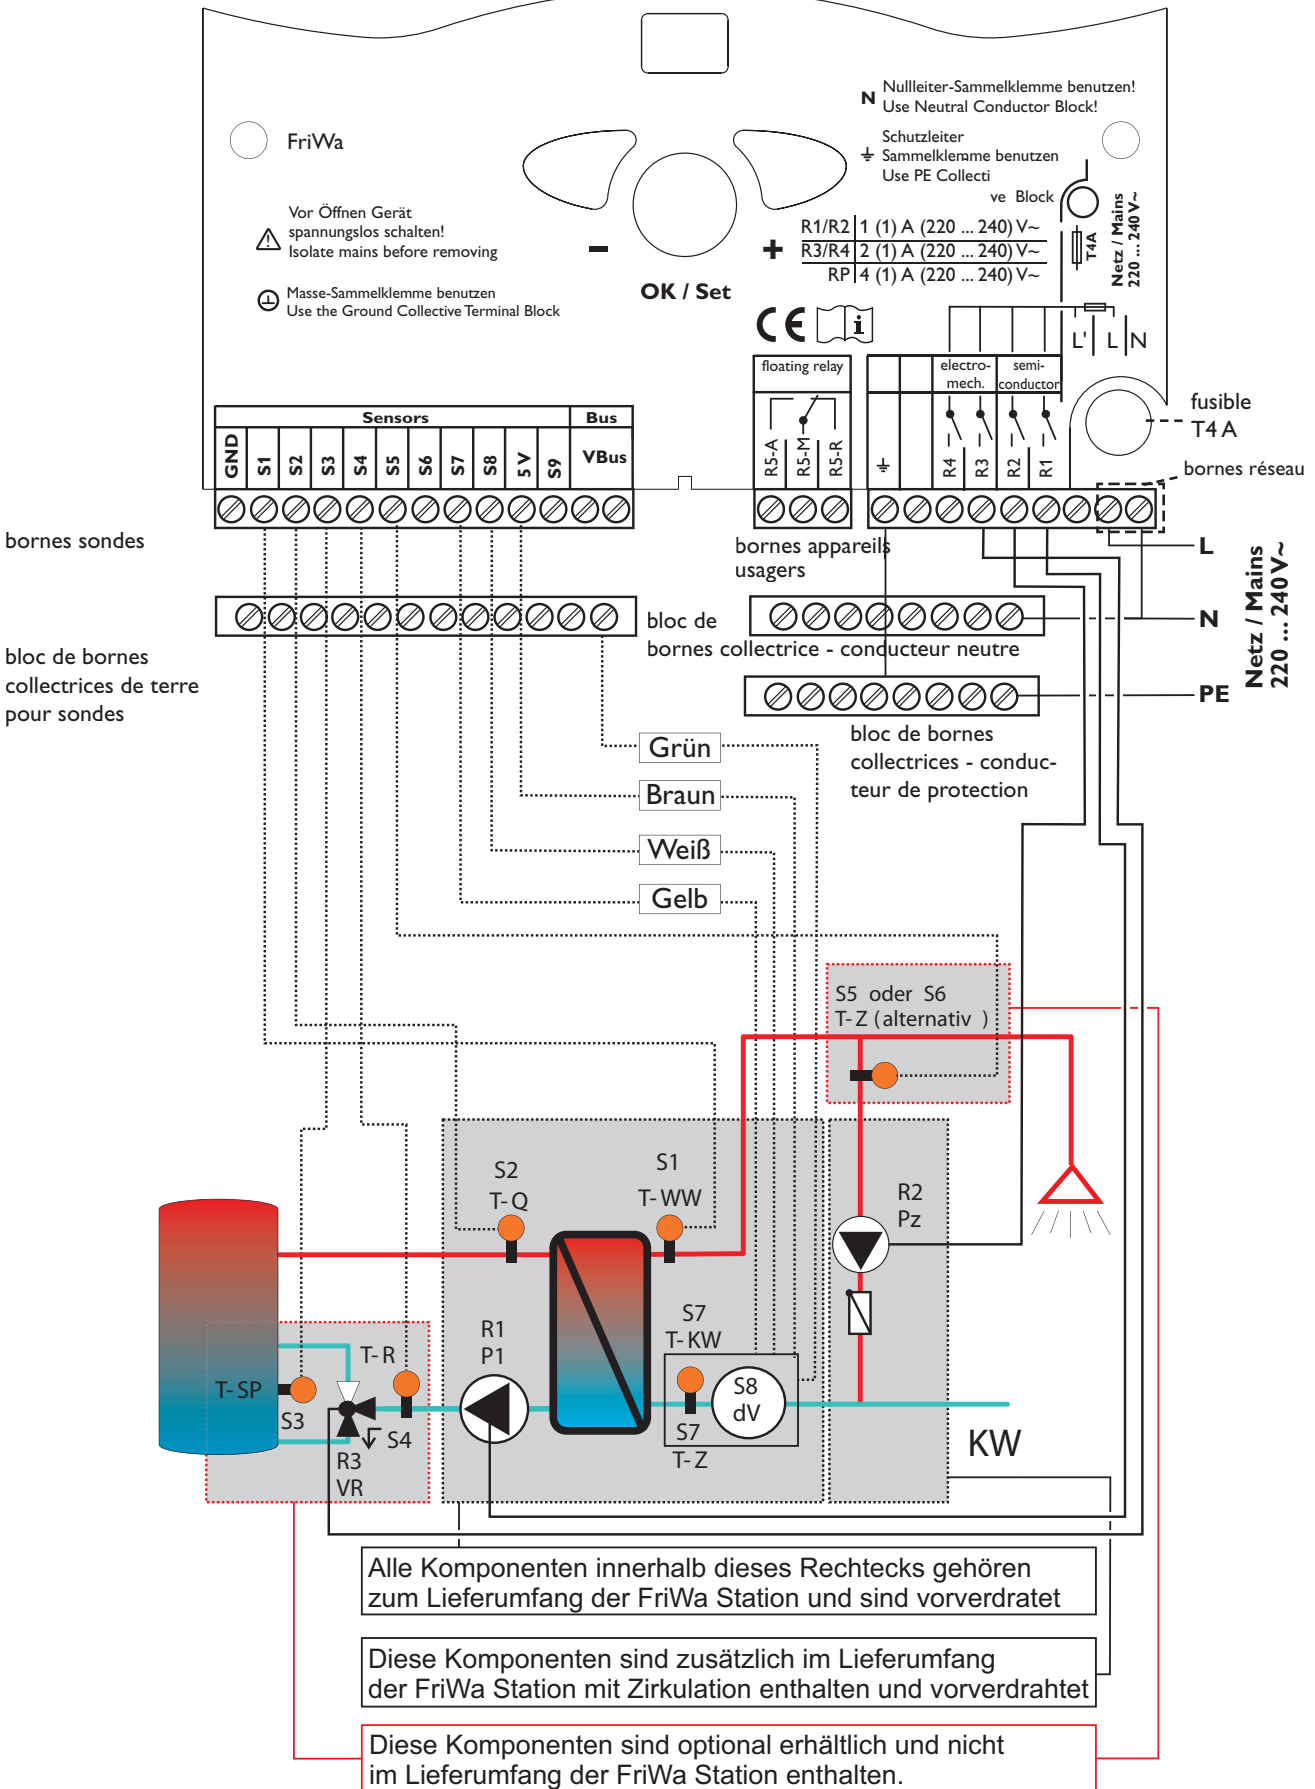 N Nullleiter-Sammelklemme benutzen!
Use Neutral Conductor Block!
FriWa
Schutzleiter
Sammelklemme benutzen
Use PE Collecti
ve Block
Vor Öffnen Gerät
spannungslos schalten!
Isolate mains before removing
Masse-Sammelklemme benutzen
Use the Ground Collective Terminal Block
-
+
OK / Set
R1/R2 1 (1) A (220 ... 240) V~
R3/R4 2 (1) A (220 ... 240) V~
RP 4 (1) A (220 ... 240) V~
T4A
Netz / Mains
220 ... 240 V~
CE i
L' L N
floating relay
electro-
mech.
semi-
conductor
R5-A R5-M R5-R
R4 R3 R2 R1
fusible
T4 A
bornes réseau
Sensors Bus
GND S1 S2 S3 S4 S5 S6 S7 S8 5 V S9 VBus
bornes sondes
bornes appareils
usagers
L
N
PE
Netz / Mains
220 ... 240 V~
bloc de
bornes collectrice - conducteur neutre
bloc de bornes
collectrices de terre
pour sondes
bloc de bornes
collectrices - conduc-
teur de protection
Grün
Braun
Weiß
Gelb
S5 oder S6
T-Z (alternativ )
S2
T-Q
S1
T-WW
R2
Pz
S7
T-KW
R1
P1
T-R
T-SP
S3
S4
R3
VR
S8
dV
S7
T-Z
KW
Alle Komponenten innerhalb dieses Rechtecks gehören
zum Lieferumfang der FriWa Station und sind vorverdratet
Diese Komponenten sind zusätzlich im Lieferumfang
der FriWa Station mit Zirkulation enthalten und vorverdrahtet
Diese Komponenten sind optional erhältlich und nicht
im Lieferumfang der FriWa Station enthalten.